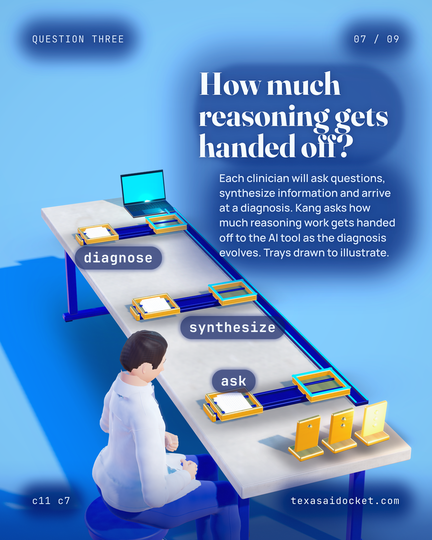 QUESTION THREE
07 / 09
How much
reasoning gets
handed off?
Each clinician will ask questions,
synthesize information and arrive
at a diagnosis. Kang asks how
much reasoning work gets handed
off to the AI tool as the diagnosis
evolves. Trays drawn to illustrate.
diagnose
synthesize
ask
c11 c7
texasaidocket.com